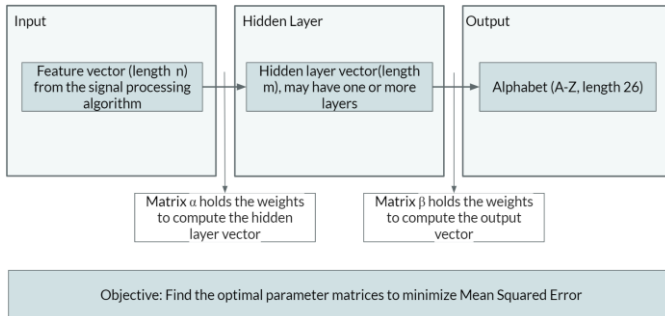 Input
Hidden Layer
Output
Feature vector (length n)
from the signal processing
algorithm
Hidden layer vector(length
m), may have one or more
layers
Alphabet (A-Z, length 26)
Matrix α holds the weights
to compute the hidden
layer vector
Matrix β holds the weights
to compute the output
vector
Objective: Find the optimal parameter matrices to minimize Mean Squared Error